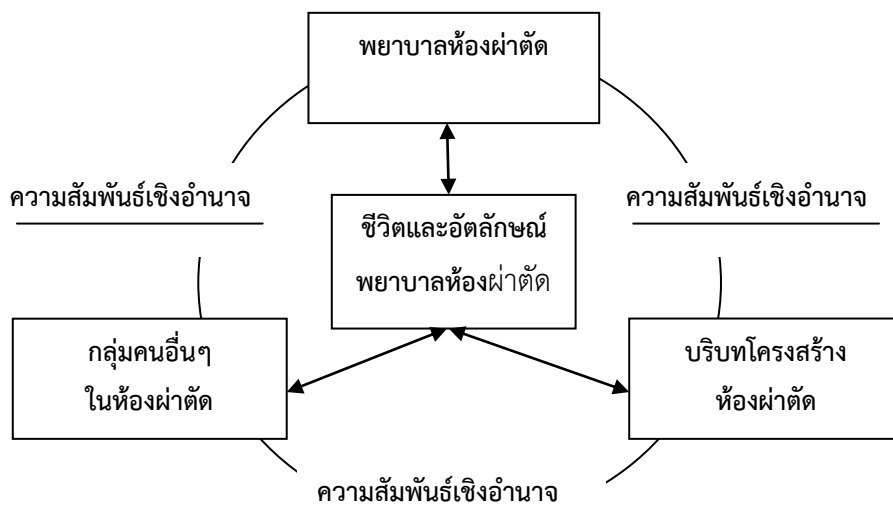 พยาบาลห้องผ่าตัด
ความสัมพันธ์เชิงอำนาจ
ความสัมพันธ์เชิงอำนาจ
ชีวิตและอัตลักษณ์
พยาบาลห้องผ่าตัด
กลุ่มคนอื่นๆ
ในห้องผ่าตัด
บริบทโครงสร้าง
ห้องผ่าตัด
ความสัมพันธ์เชิงอำนาจ